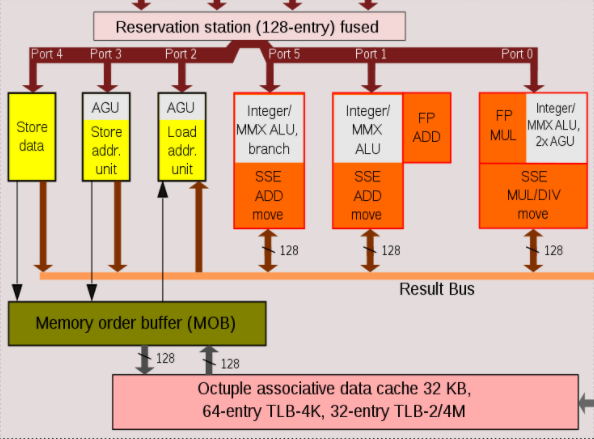 Reservation station (128-entry) fused
Port 4
Port 3
Port 2
Port 5
Port 1
Port 0
Store
data
AGU
Store
addr.
unit
AGU
Load
addr.
unit
Integer/
MMX ALU,
branch
SSE
ADD
move
Integer/
MMX
ALU
SSE
ADD
move
FP
ADD
FP
MUL
Integer/
MMX ALU,
2x AGU
SSE
MUL/DIV
move
128
128
128
Result Bus
Memory order buffer (MOB)
128
128
Octuple associative data cache 32 KB,
64-entry TLB-4K, 32-entry TLB-2/4M